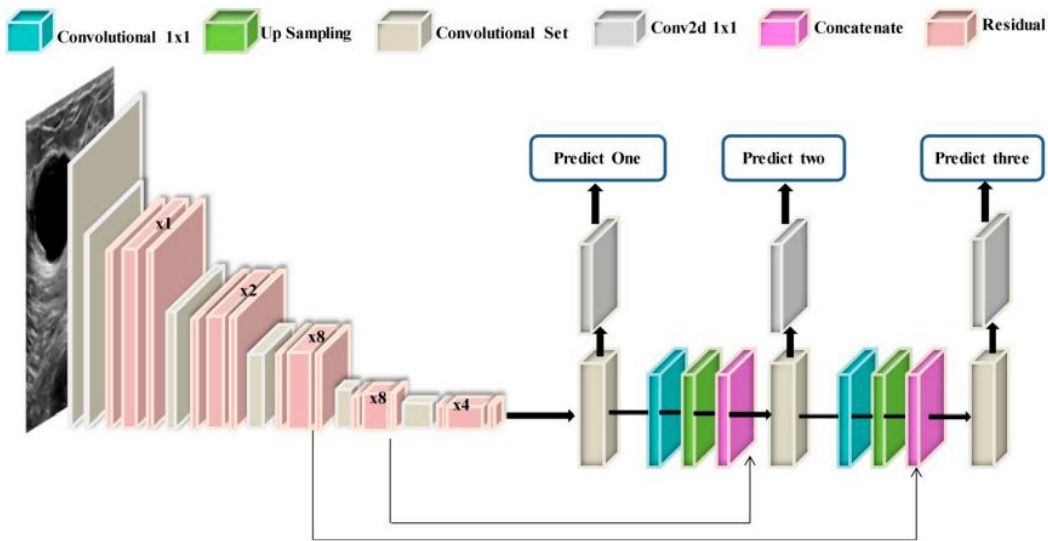 Convolutional 1x1
Up Sampling
Convolutional Set
Conv2d 1x1
Concatenate
Residual
Predict One
Predict two
Predict three
x1
x2
x8
x8
x4